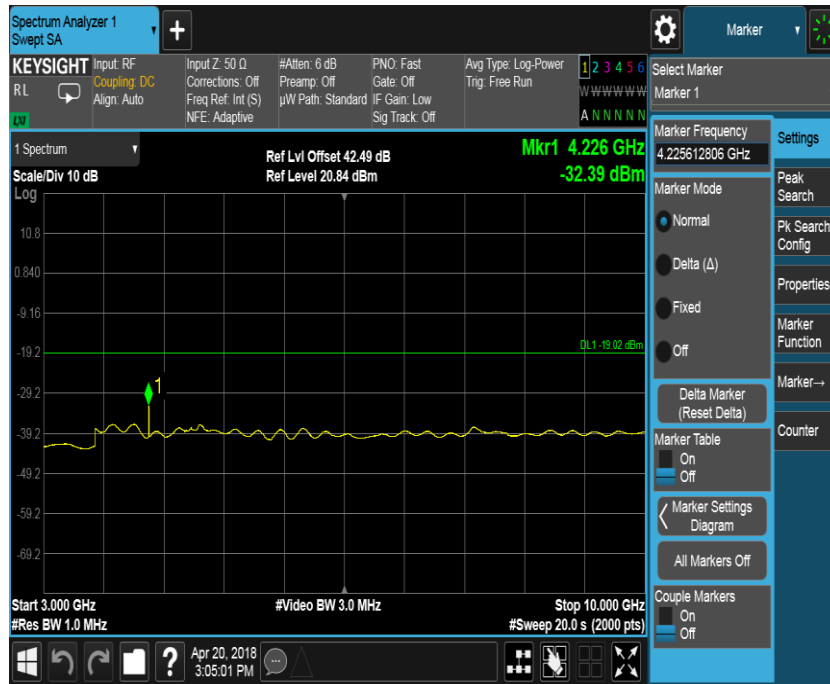 Spectrum Analyzer 1
Swept SA
+
Marker
KEYSIGHT
RL
LXI
Input: RF
Coupling: DC
Align: Auto
Input Z: 50 Ω
Corrections: Off
Freq Ref: Int (S)
NFE: Adaptive
#Atten: 6 dB
Preamp: Off
µW Path: Standard
PNO: Fast
Gate: Off
IF Gain: Low
Sig Track: Off
Avg Type: Log-Power
Trig: Free Run
1 2 3 4 5 6
W W W W W W
A N N N N N
Select Marker
Marker 1
1 Spectrum
Scale/Div 10 dB
Log
Ref Lvl Offset 42.49 dB
Ref Level 20.84 dBm
Mkr1 4.226 GHz
-32.39 dBm
10.8
0.840
-9.16
-19.2
-29.2
-39.2
-49.2
-59.2
-69.2
DL1 -19.02 dBm
1
Start 3.000 GHz
#Res BW 1.0 MHz
#Video BW 3.0 MHz
Stop 10.000 GHz
#Sweep 20.0 s (2000 pts)
Marker Frequency
4.225612806 GHz
Marker Mode
Normal
Delta (Δ)
Fixed
Off
Delta Marker
(Reset Delta)
Marker Table
On
Off
Marker Settings
Diagram
All Markers Off
Couple Markers
On
Off
Settings
Peak
Search
Pk Search
Config
Properties
Marker
Function
Marker→
Counter
?
Apr 20, 2018
3:05:01 PM